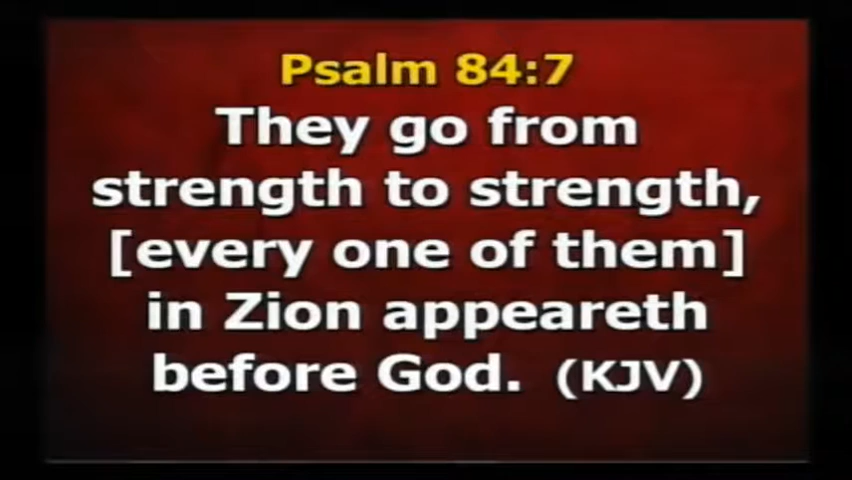 Psalm 84:7
They go from
strength to strength,
[every one of them]
in Zion appeareth
before God. (KJV)